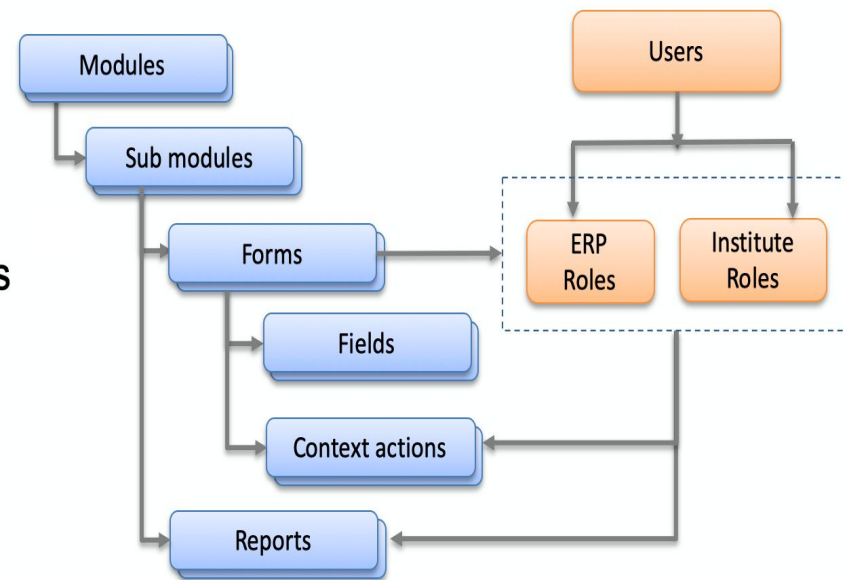 Modules
Users
Sub modules
Forms
ERP
Roles
Institute
Roles
s
Fields
Context actions
Reports